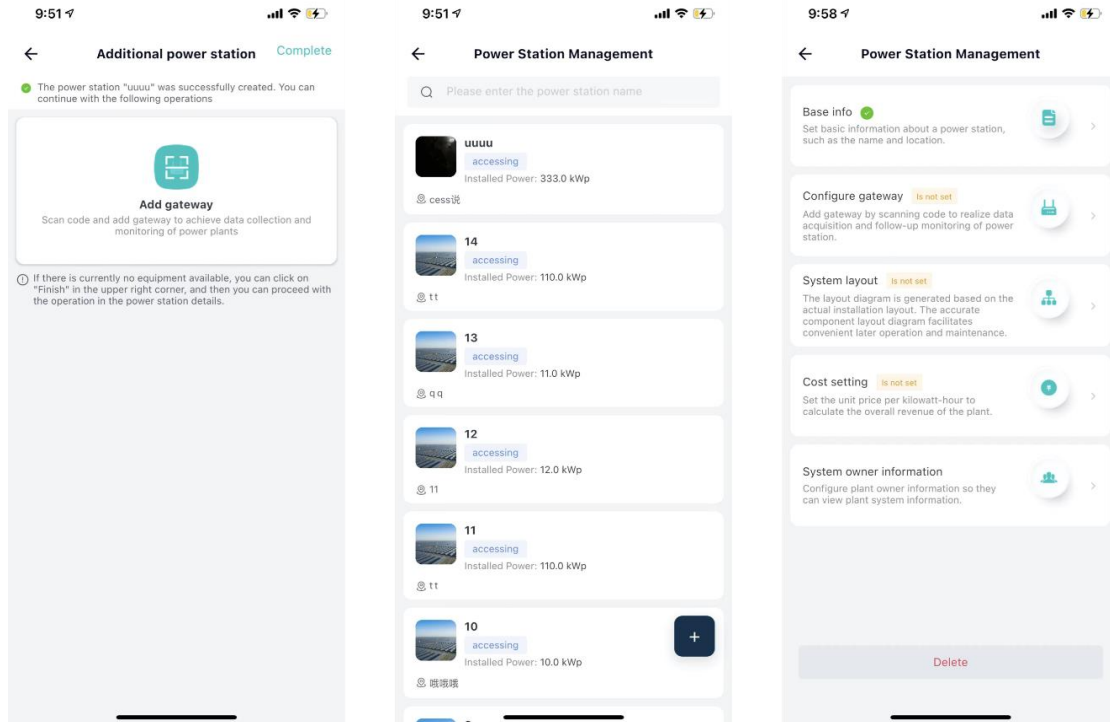 9:51
Additional power station
Complete
The power station "uuuu" was successfully created. You can
continue with the following operations
Add gateway
Scan code and add gateway to achieve data collection and
monitoring of power plants
If there is currently no equipment available, you can click on
"Finish" in the upper right corner, and then you can proceed with
the operation in the power station details.
9:51
Power Station Management
Please enter the power station name
uuuu
accessing
Installed Power: 333.0 kWp
cess说
14
accessing
Installed Power: 110.0 kWp
tt
13
accessing
Installed Power: 11.0 kWp
qq
12
accessing
Installed Power: 12.0 kWp
11
11
accessing
Installed Power: 110.0 kWp
tt
10
accessing
Installed Power: 10.0 kWp
哦哦哦
9:58
Power Station Management
Base info
Set basic information about a power station,
such as the name and location.
Configure gateway Is not set
Add gateway by scanning code to realize data
acquisition and follow-up monitoring of power
station.
System layout Is not set
The layout diagram is generated based on the
actual installation layout. The accurate
component layout diagram facilitates
convenient later operation and maintenance.
Cost setting Is not set
Set the unit price per kilowatt-hour to
calculate the overall revenue of the plant.
System owner information
Configure plant owner information so they
can view plant system information.
Delete